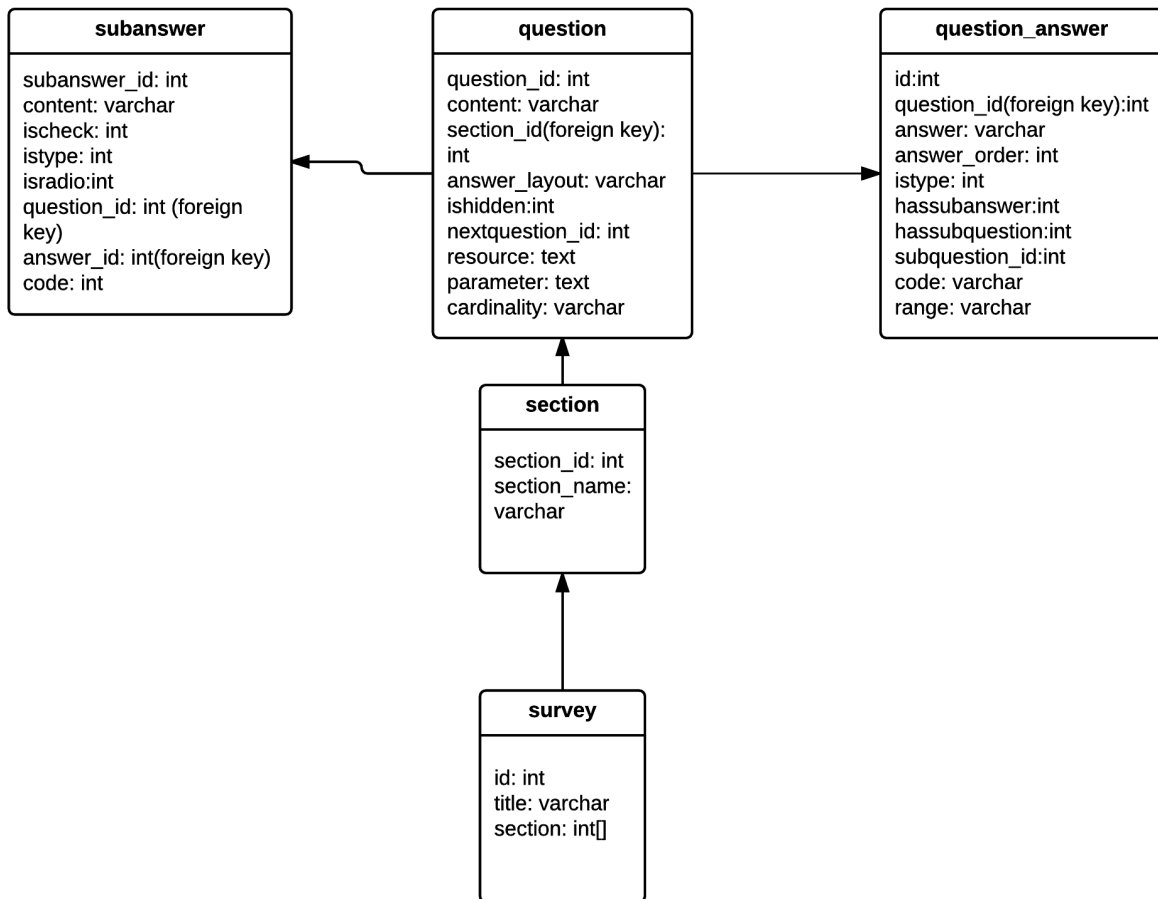 subanswer
subanswer_id: int
content: varchar
ischeck: int
istype: int
isradio:int
question_id: int (foreign
key)
answer_id: int(foreign key)
code: int
question
question_id: int
content: varchar
section_id(foreign key):
int
answer_layout: varchar
ishidden:int
nextquestion_id: int
resource: text
parameter: text
cardinality: varchar
question_answer
id:int
question_id(foreign key):int
answer: varchar
answer_order: int
istype: int
hassubanswer:int
hassubquestion:int
subquestion_id:int
code: varchar
range: varchar
section
section_id: int
section_name:
varchar
survey
id: int
title: varchar
section: int[]